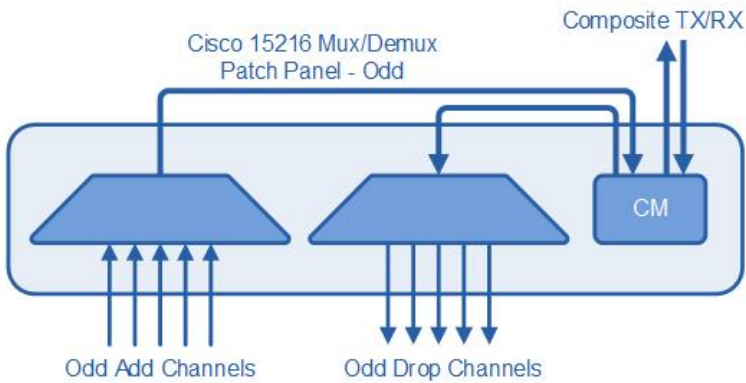 Composite TX/RX
Cisco 15216 Mux/Demux
Patch Panel - Odd
CM
Odd Add Channels
Odd Drop Channels